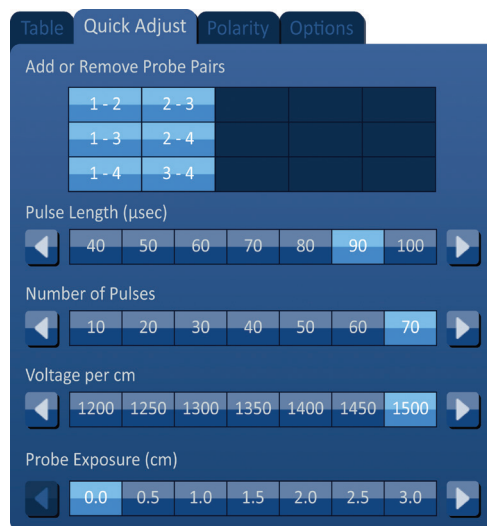 Table Quick Adjust Polarity Options
Add or Remove Probe Pairs
1 - 2 2 - 3
1 - 3 2 - 4
1 - 4 3 - 4
Pulse Length (µsec)
40 50 60 70 80 90 100
Number of Pulses
10 20 30 40 50 60 70
Voltage per cm
1200 1250 1300 1350 1400 1450 1500
Probe Exposure (cm)
0.0 0.5 1.0 1.5 2.0 2.5 3.0